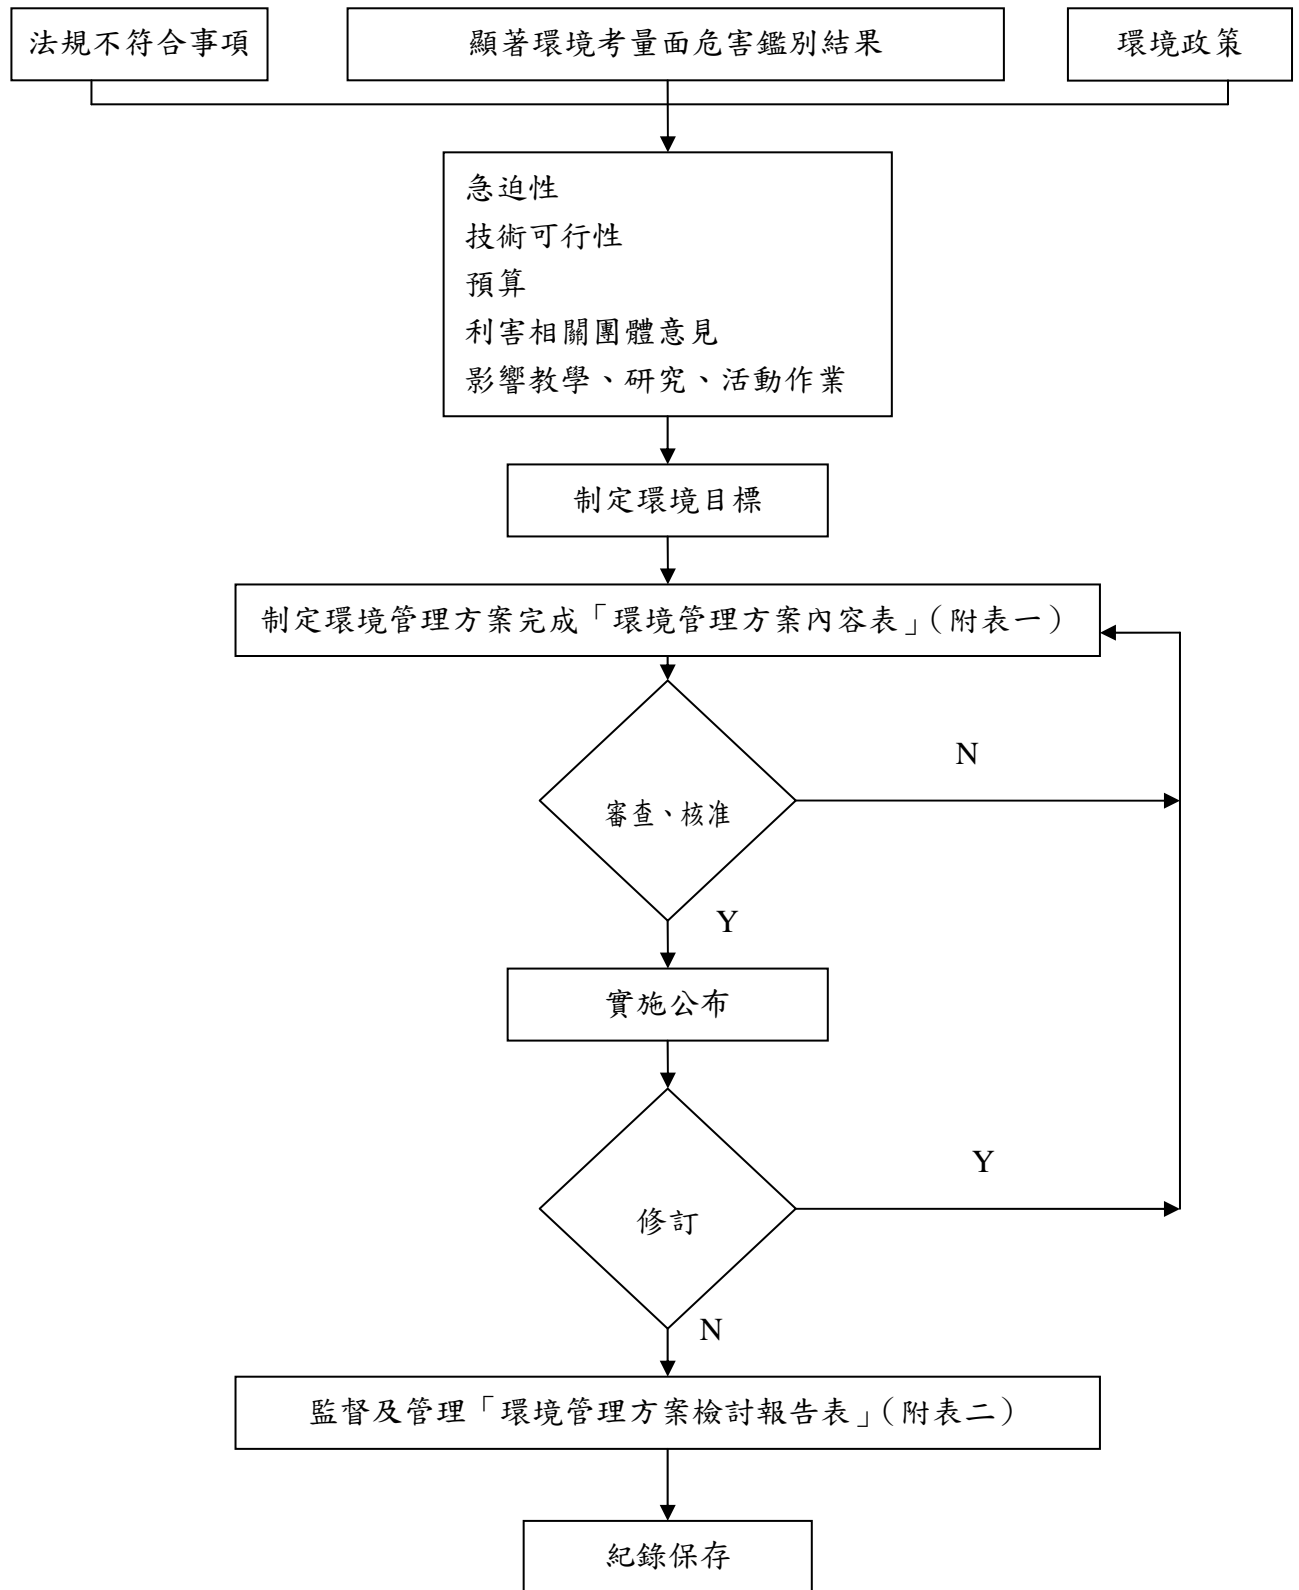 法規不符合事項
顯著環境考量面危害鑑別結果
環境政策
急迫性
技術可行性
預算
利害相關團體意見
影響教學、研究、活動作業
制定環境目標
制定環境管理方案完成「環境管理方案內容表」（附表一）
N
審查、核准
Y
實施公布
Y
修訂
N
監督及管理「環境管理方案檢討報告表」（附表二）
紀錄保存